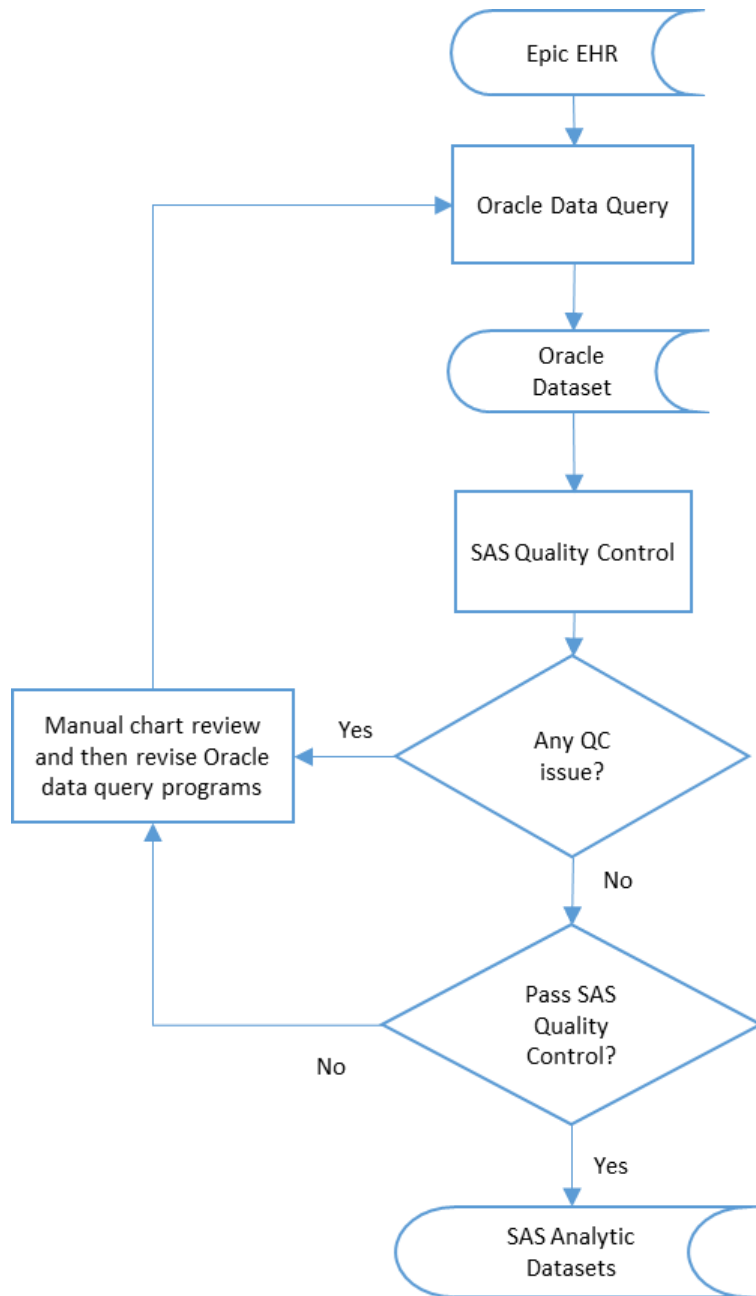 Epic EHR
Oracle Data Query
Oracle
Dataset
SAS Quality Control
Manual chart review
and then revise Oracle
data query programs
Yes
Any QC
issue?
No
Pass SAS
Quality
Control?
No
Yes
SAS Analytic
Datasets